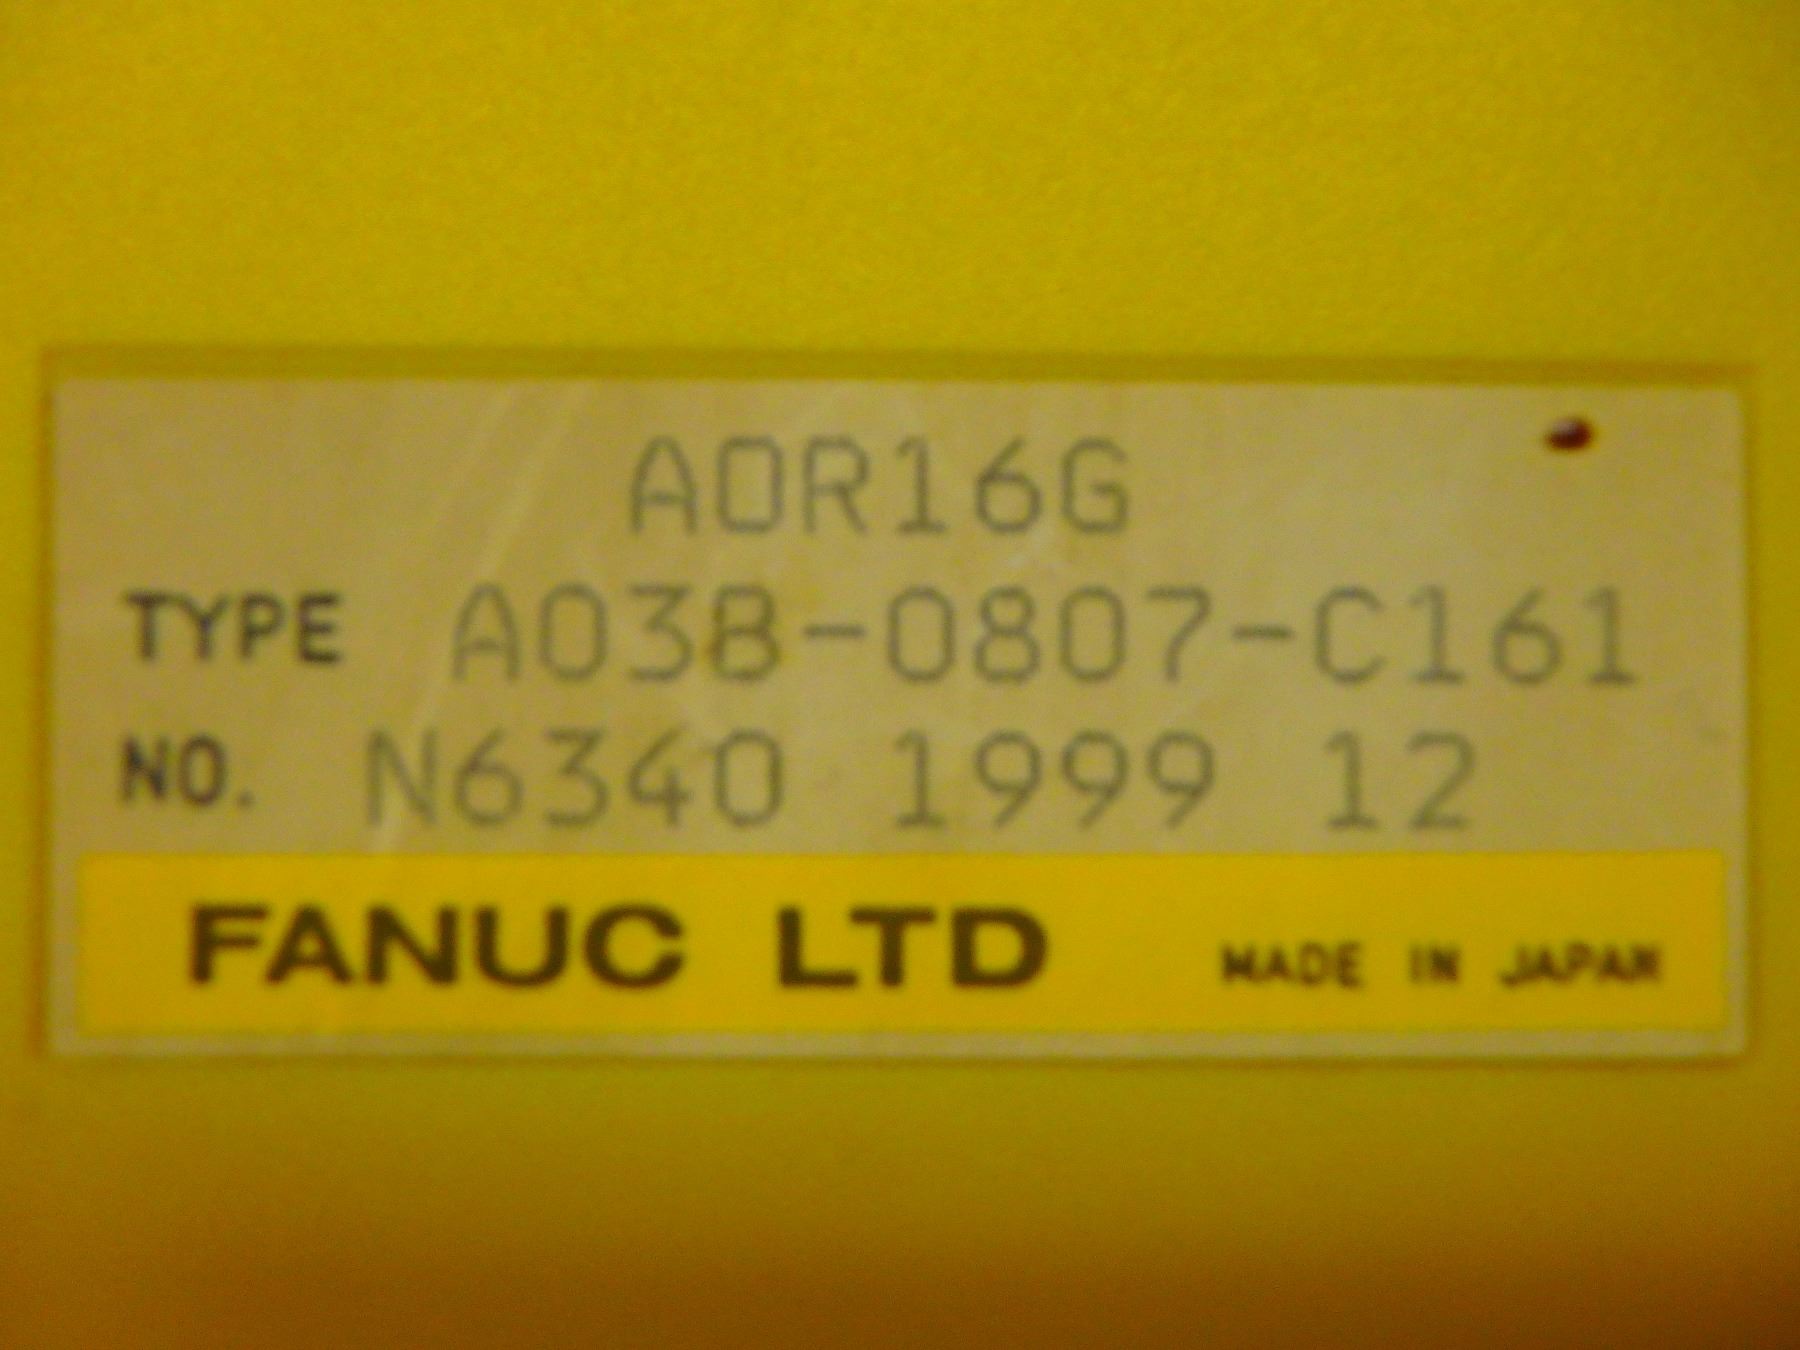 AOR16G
TYPE A03B-0807-C161
NO. N6340 1999 12
FANUC LTD MADE IN JAPAN